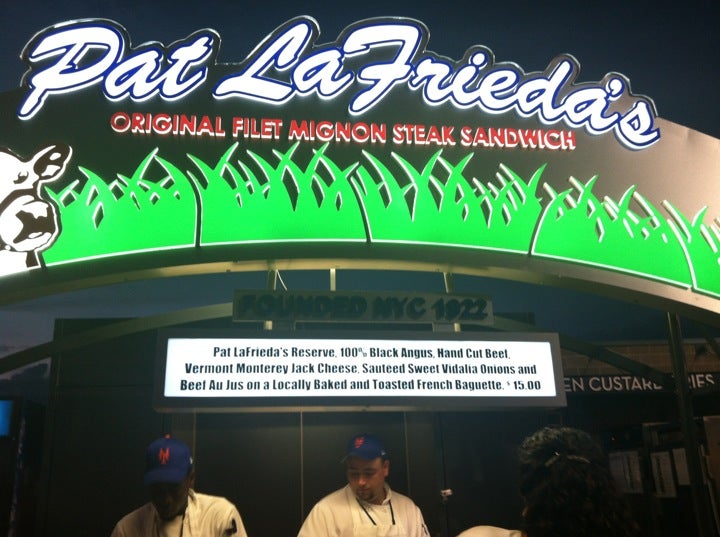 Pat LaFrieda's
ORIGINAL FILET MIGNON STEAK SANDWICH
FOUNDED NYC 1922
Pat LaFrieda's Reserve, 100% Black Angus, Hand Cut Beef,
Vermont Monterey Jack Cheese, Sauteed Sweet Vidalia Onions and
Beef Au Jus on a Locally Baked and Toasted French Baguette. $15.00
EN CUSTARD RIES